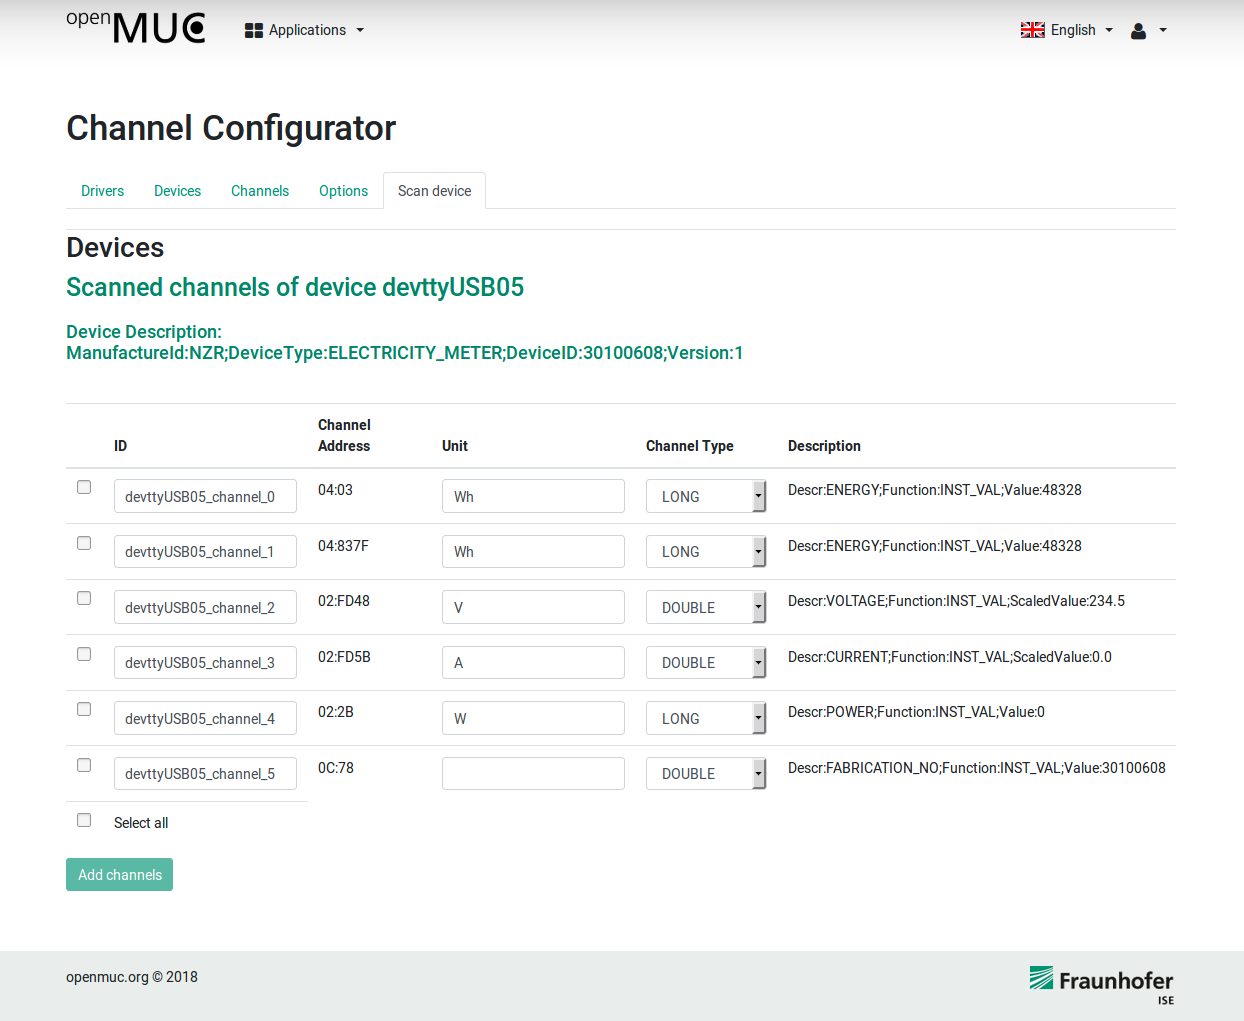 openMUC Applications English
Channel Configurator
Drivers Devices Channels Options Scan device
Devices
Scanned channels of device devttyUSB05
Device Description:
ManufactureId:NZR;DeviceType:ELECTRICITY_METER;DeviceID:30100608;Version:1
ID Channel Address Unit Channel Type Description
devttyUSB05_channel_0 04:03 Wh LONG Descr:ENERGY;Function:INST_VAL;Value:48328
devttyUSB05_channel_1 04:837F Wh LONG Descr:ENERGY;Function:INST_VAL;Value:48328
devttyUSB05_channel_2 02:FD48 V DOUBLE Descr:VOLTAGE;Function:INST_VAL;ScaledValue:234.5
devttyUSB05_channel_3 02:FD5B A DOUBLE Descr:CURRENT;Function:INST_VAL;ScaledValue:0.0
devttyUSB05_channel_4 02:2B W LONG Descr:POWER;Function:INST_VAL;Value:0
devttyUSB05_channel_5 0C:78 DOUBLE Descr:FABRICATION_NO;Function:INST_VAL;Value:30100608
Select all
Add channels
openmuc.org © 2018 Fraunhofer
ISE